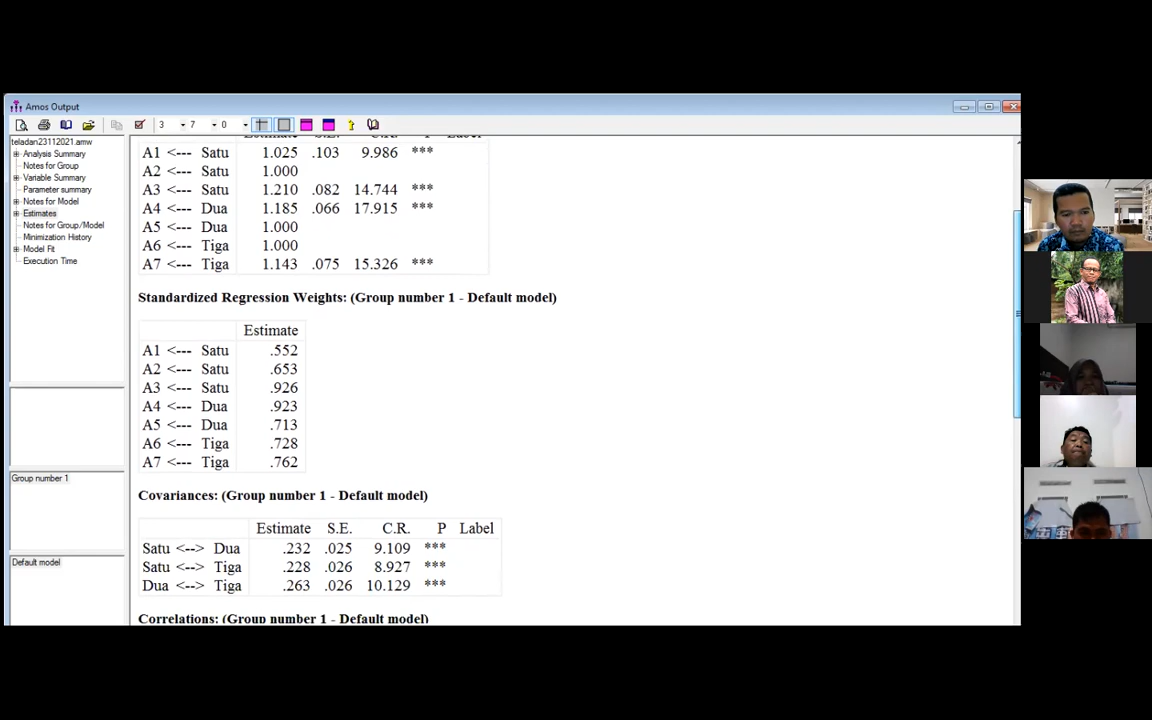 Amos Output
3 7 0
teladan23112021.amw
Analysis Summary
Notes for Group
Variable Summary
Parameter summary
Notes for Model
Estimates
Notes for Group/Model
Minimization History
Model Fit
Execution Time
Group number 1
Default model
Estimate S.E. C.R. P Label
A1 <--- Satu 1.025 .103 9.986 ***
A2 <--- Satu 1.000
A3 <--- Satu 1.210 .082 14.744 ***
A4 <--- Dua 1.185 .066 17.915 ***
A5 <--- Dua 1.000
A6 <--- Tiga 1.000
A7 <--- Tiga 1.143 .075 15.326 ***
Standardized Regression Weights: (Group number 1 - Default model)
Estimate
A1 <--- Satu .552
A2 <--- Satu .653
A3 <--- Satu .926
A4 <--- Dua .923
A5 <--- Dua .713
A6 <--- Tiga .728
A7 <--- Tiga .762
Covariances: (Group number 1 - Default model)
Estimate S.E. C.R. P Label
Satu <--> Dua .232 .025 9.109 ***
Satu <--> Tiga .228 .026 8.927 ***
Dua <--> Tiga .263 .026 10.129 ***
Correlations: (Group number 1 - Default model)